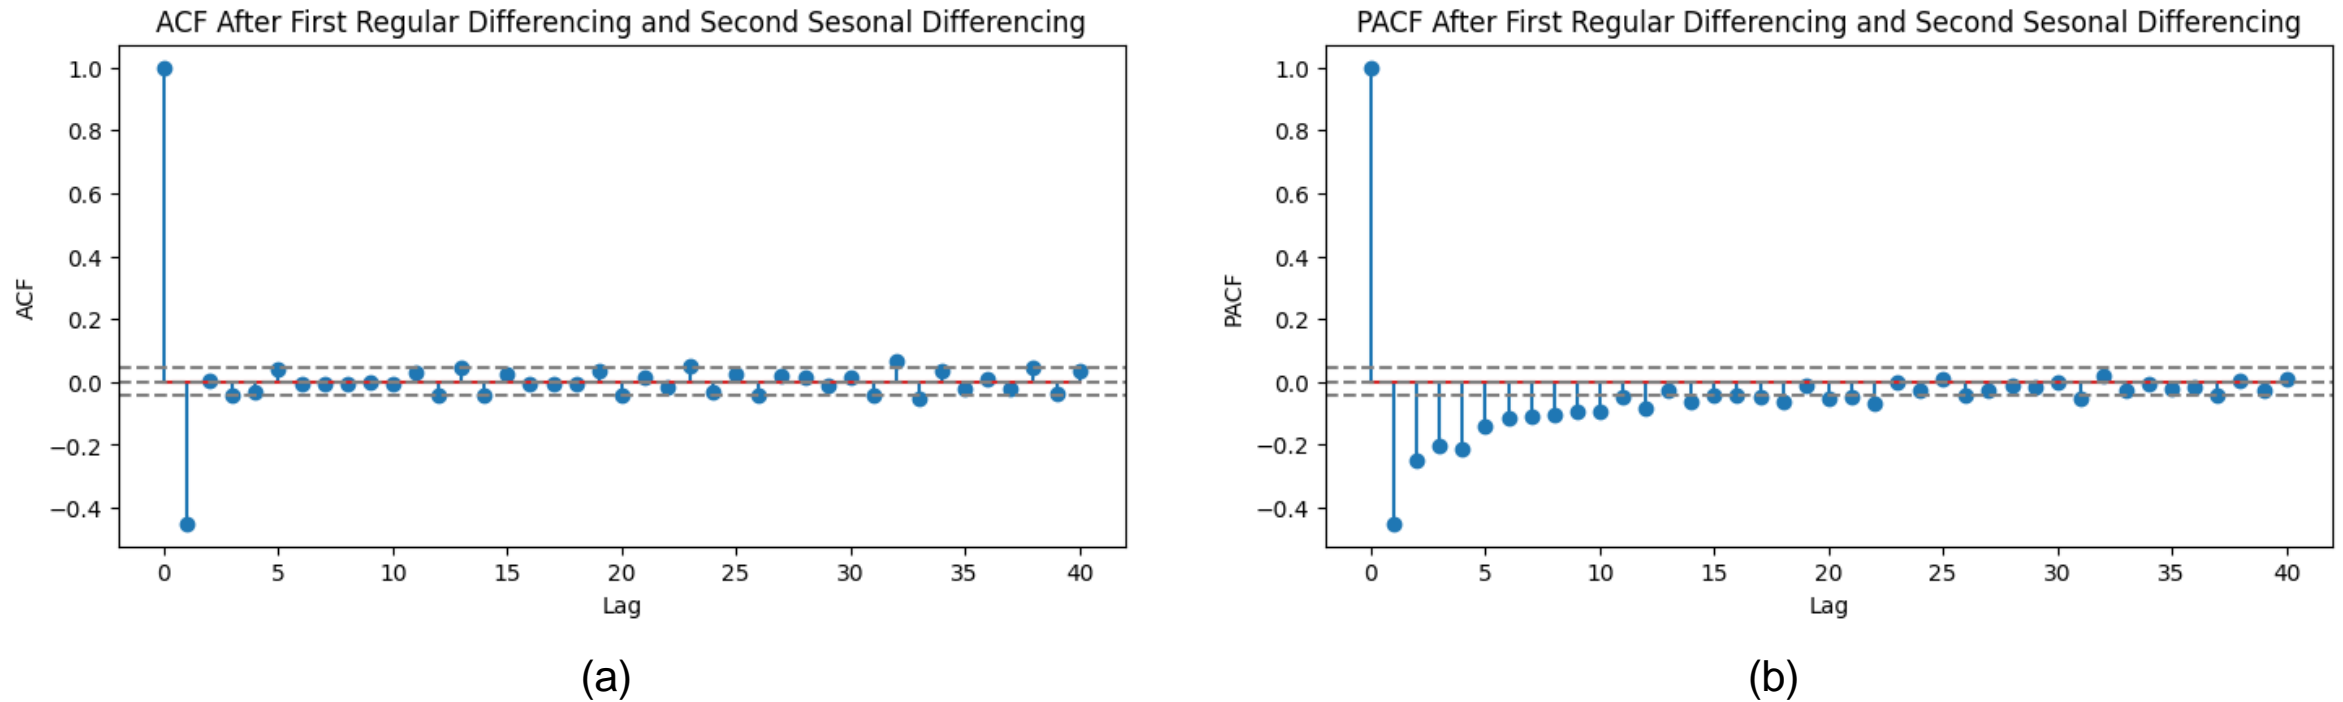 ACF After First Regular Differencing and Second Sesonal Differencing
1.0
0.8
0.6
0.4
0.2
0.0
−0.2
−0.4
ACF
0 5 10 15 20 25 30 35 40
Lag
(a)
PACF After First Regular Differencing and Second Sesonal Differencing
1.0
0.8
0.6
0.4
0.2
0.0
−0.2
−0.4
PACF
0 5 10 15 20 25 30 35 40
Lag
(b)